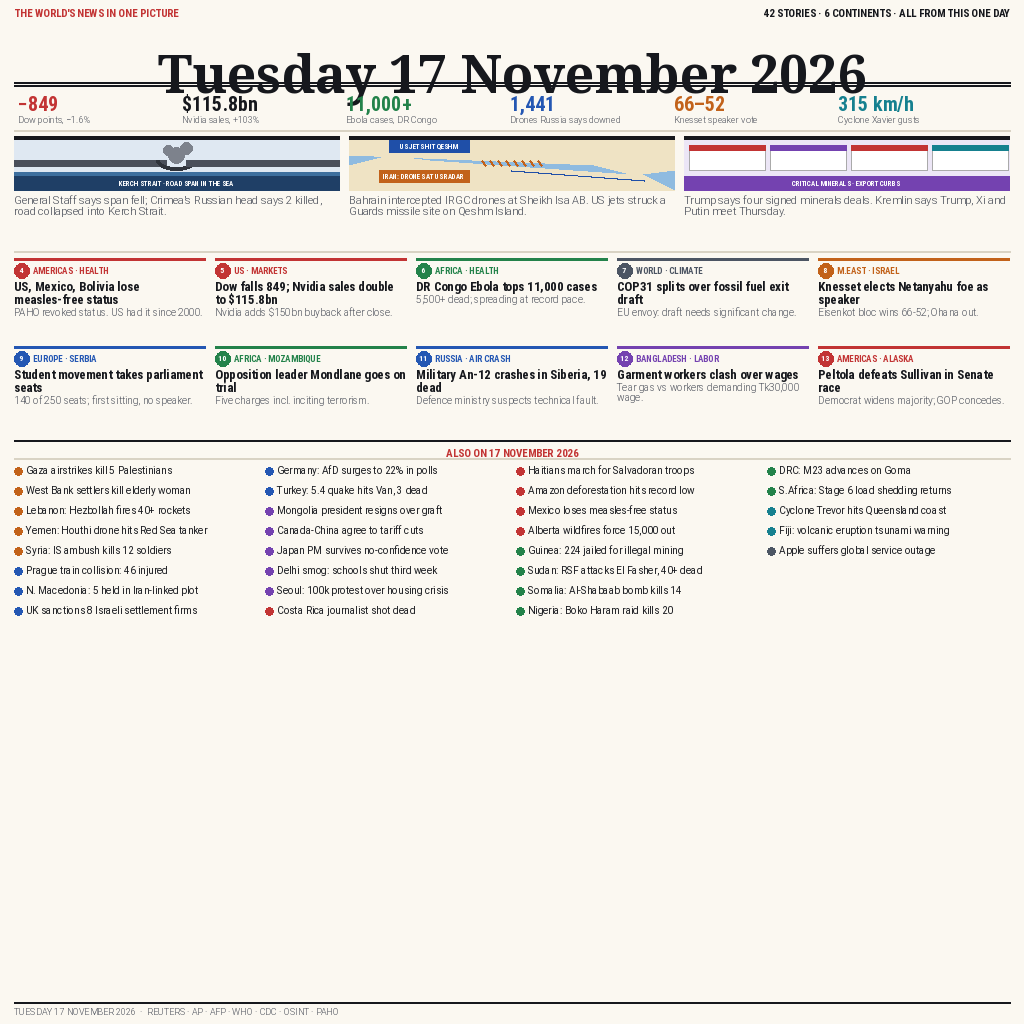 THE WORLD'S NEWS IN ONE PICTURE
42 STORIES · 6 CONTINENTS · ALL FROM THIS ONE DAY
Tuesday 17 November 2026
−849
Dow points, −1.6%
$115.8bn
Nvidia sales, +103%
11,000+
Ebola cases, DR Congo
1,441
Drones Russia says downed
66–52
Knesset speaker vote
315 km/h
Cyclone Xavier gusts
KERCH STRAIT · ROAD SPAN IN THE SEA
General Staff says span fell; Crimea's Russian head says 2 killed,
road collapsed into Kerch Strait.
US JETS HIT QESHM
IRAN: DRONES AT US RADAR
Bahrain intercepted IRGC drones at Sheikh Isa AB. US jets struck a
Guards missile site on Qeshm Island.
CRITICAL MINERALS · EXPORT CURBS
Trump says four signed minerals deals. Kremlin says Trump, Xi and
Putin meet Thursday.
4 AMERICAS · HEALTH
US, Mexico, Bolivia lose
measles-free status
PAHO revoked status. US had it since 2000.
5 US · MARKETS
Dow falls 849; Nvidia sales double
to $115.8bn
Nvidia adds $150bn buyback after close.
6 AFRICA · HEALTH
DR Congo Ebola tops 11,000 cases
5,500+ dead; spreading at record pace.
7 WORLD · CLIMATE
COP31 splits over fossil fuel exit
draft
EU envoy: draft needs significant change.
8 M.EAST · ISRAEL
Knesset elects Netanyahu foe as
speaker
Eisenkot bloc wins 66-52; Ohana out.
9 EUROPE · SERBIA
Student movement takes parliament
seats
140 of 250 seats; first sitting, no speaker.
10 AFRICA · MOZAMBIQUE
Opposition leader Mondlane goes on
trial
Five charges incl. inciting terrorism.
11 RUSSIA · AIR CRASH
Military An-12 crashes in Siberia, 19
dead
Defence ministry suspects technical fault.
12 BANGLADESH · LABOR
Garment workers clash over wages
Tear gas vs workers demanding Tk30,000
wage.
13 AMERICAS · ALASKA
Peltola defeats Sullivan in Senate
race
Democrat widens majority; GOP concedes.
ALSO ON 17 NOVEMBER 2026
Gaza airstrikes kill 5 Palestinians
West Bank settlers kill elderly woman
Lebanon: Hezbollah fires 40+ rockets
Yemen: Houthi drone hits Red Sea tanker
Syria: IS ambush kills 12 soldiers
Prague train collision: 46 injured
N. Macedonia: 5 held in Iran-linked plot
UK sanctions 8 Israeli settlement firms
Germany: AfD surges to 22% in polls
Turkey: 5.4 quake hits Van, 3 dead
Mongolia president resigns over graft
Canada-China agree to tariff cuts
Japan PM survives no-confidence vote
Delhi smog: schools shut third week
Seoul: 100k protest over housing crisis
Costa Rica journalist shot dead
Haitians march for Salvadoran troops
Amazon deforestation hits record low
Mexico loses measles-free status
Alberta wildfires force 15,000 out
Guinea: 224 jailed for illegal mining
Sudan: RSF attacks El Fasher, 40+ dead
Somalia: Al-Shabaab bomb kills 14
Nigeria: Boko Haram raid kills 20
DRC: M23 advances on Goma
S.Africa: Stage 6 load shedding returns
Cyclone Trevor hits Queensland coast
Fiji: volcanic eruption tsunami warning
Apple suffers global service outage
TUESDAY 17 NOVEMBER 2026 · REUTERS · AP · AFP · WHO · CDC · OSINT · PAHO